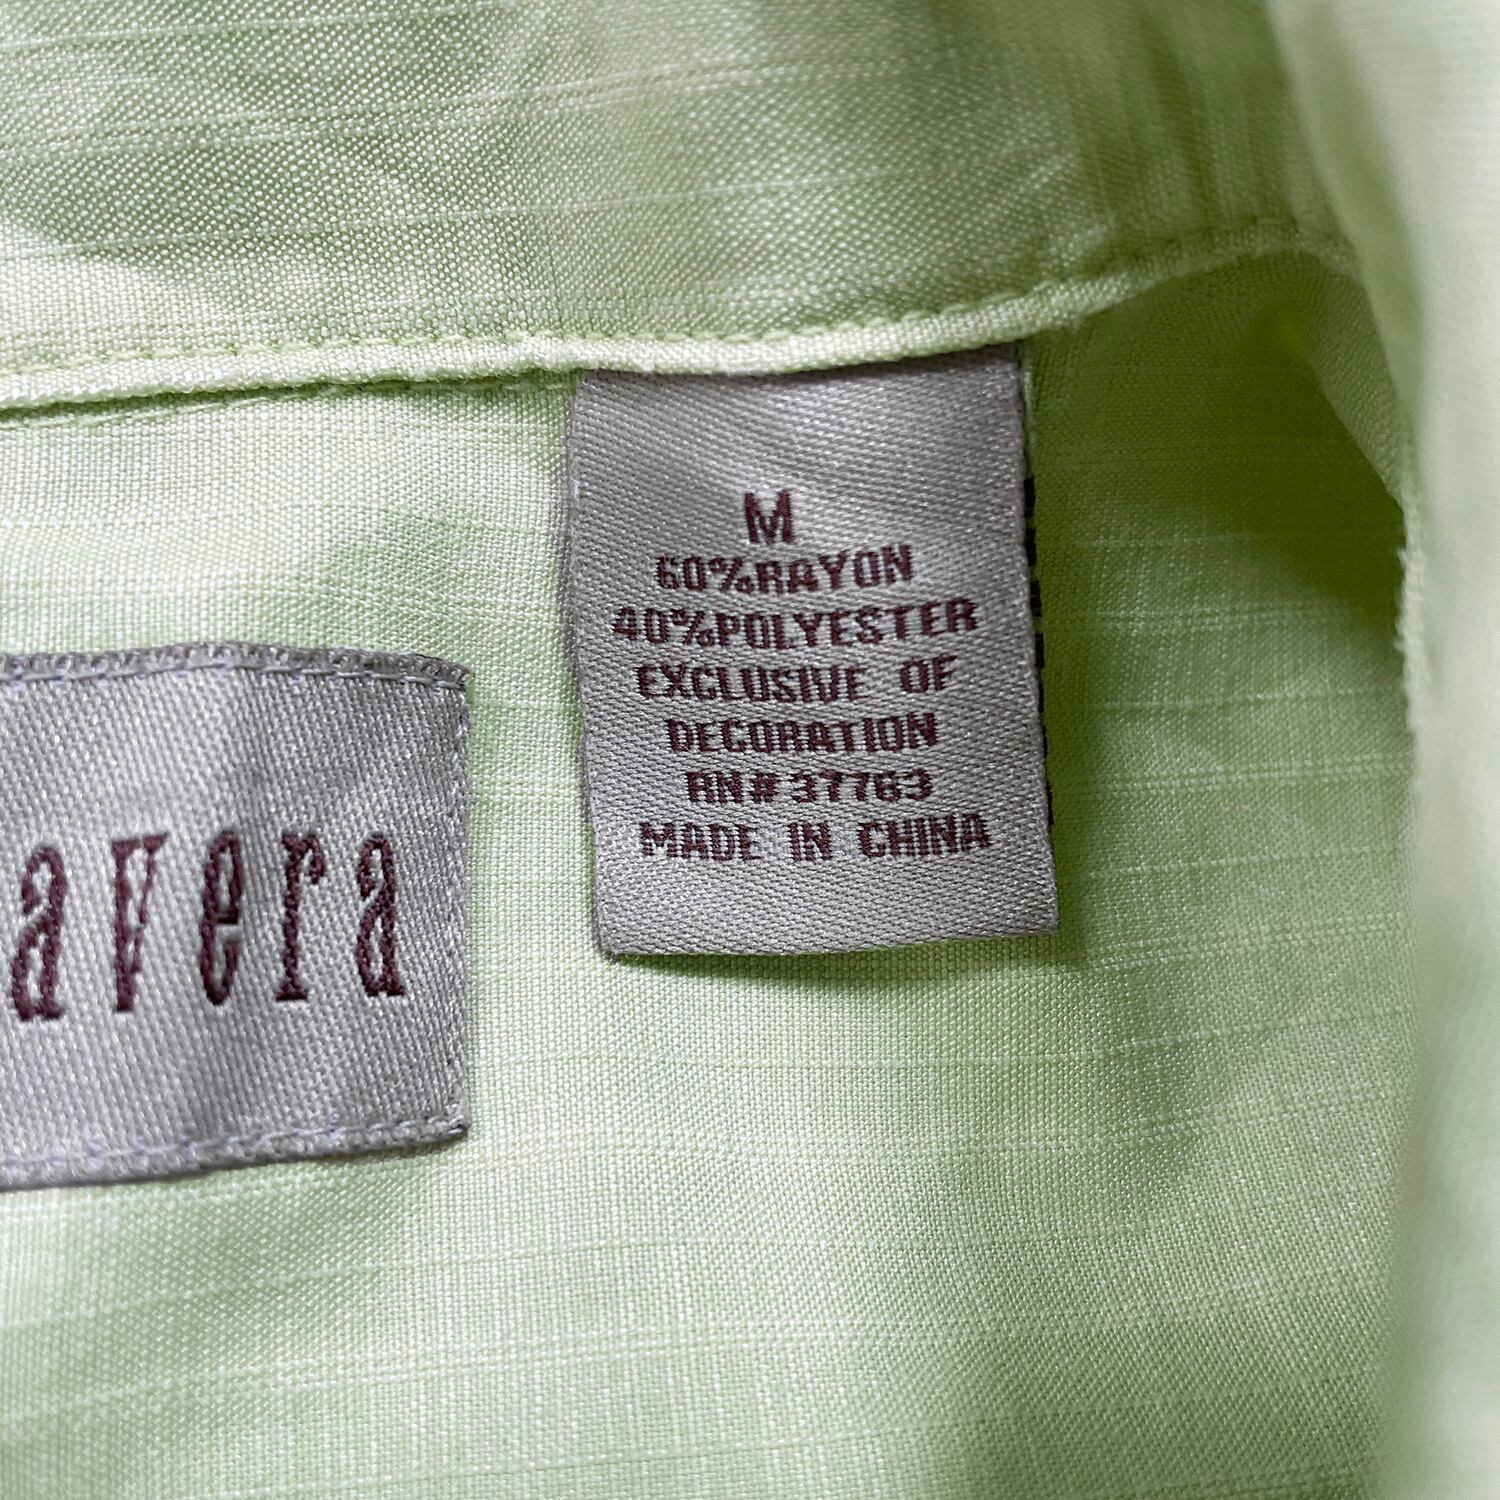 M
60%RAYON
40%POLYESTER
EXCLUSIVE OF
DECORATION
RN#37763
MADE IN CHINA
avera